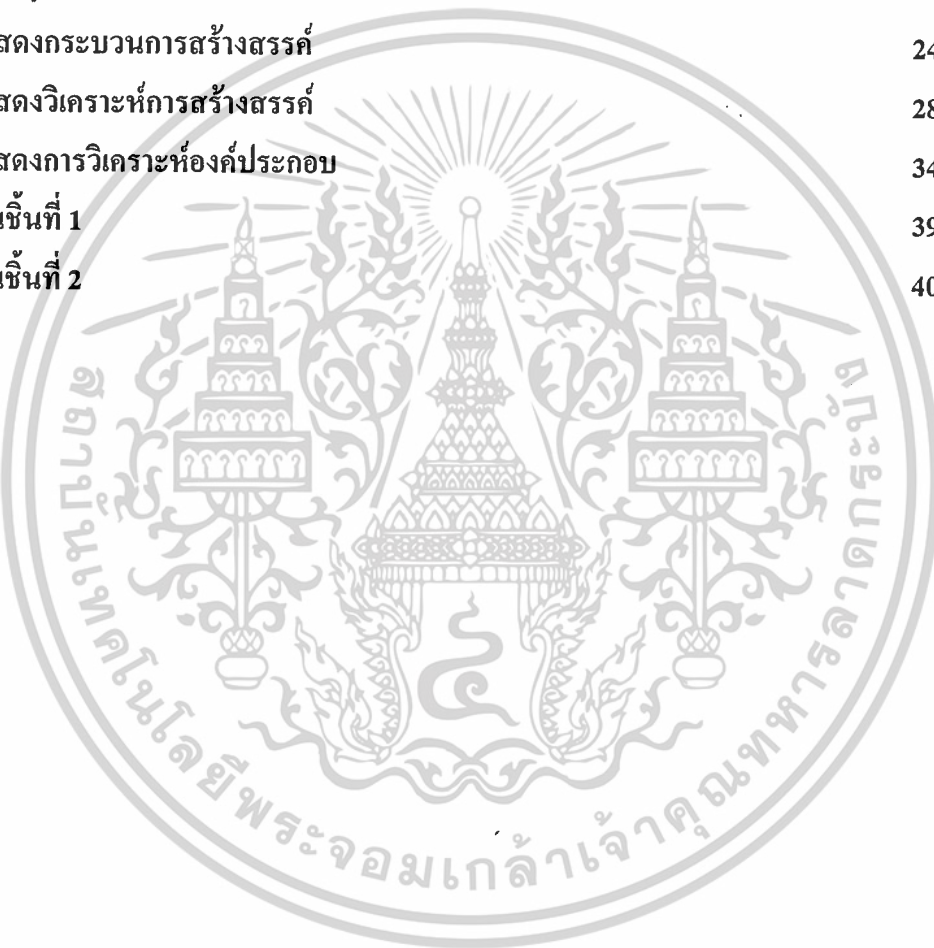 สดงกระบวนการสร้างสรรค์ 24
สดงวิเคราะห์การสร้างสรรค์ 28
สดงการวิเคราะห์องค์ประกอบ 34
นชิ้นที่ 1 39
นชิ้นที่ 2 40
๔
สถาบันเทคโนโลยีพระจอมเกล้าเจ้าคุณทหารลาดกระบัง